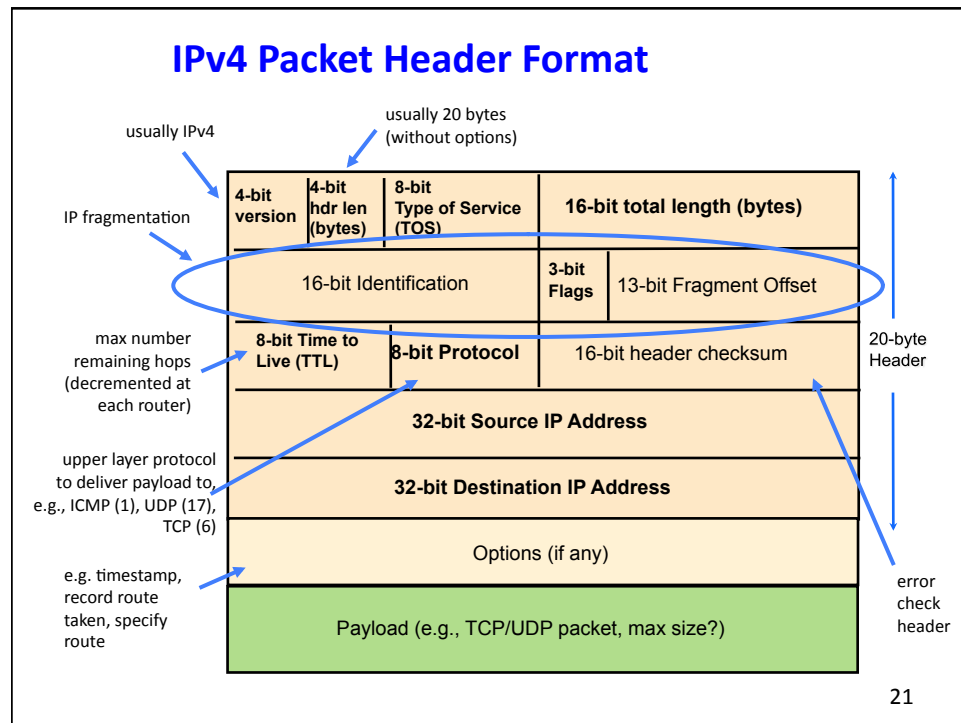 IPv4 Packet Header Format
usually 20 bytes
(without options)
usually IPv4
4-bit
version
4-bit
hdr len
(bytes)
8-bit
Type of Service
(TOS)
16-bit total length (bytes)
IP fragmentation
16-bit Identification
3-bit
Flags
13-bit Fragment Offset
max number
remaining hops
(decremented at
each router)
8-bit Time to
Live (TTL)
8-bit Protocol
16-bit header checksum
20-byte
Header
32-bit Source IP Address
upper layer protocol
to deliver payload to,
e.g., ICMP (1), UDP (17),
TCP (6)
32-bit Destination IP Address
Options (if any)
e.g. timestamp,
record route
taken, specify
route
error
check
header
Payload (e.g., TCP/UDP packet, max size?)
21